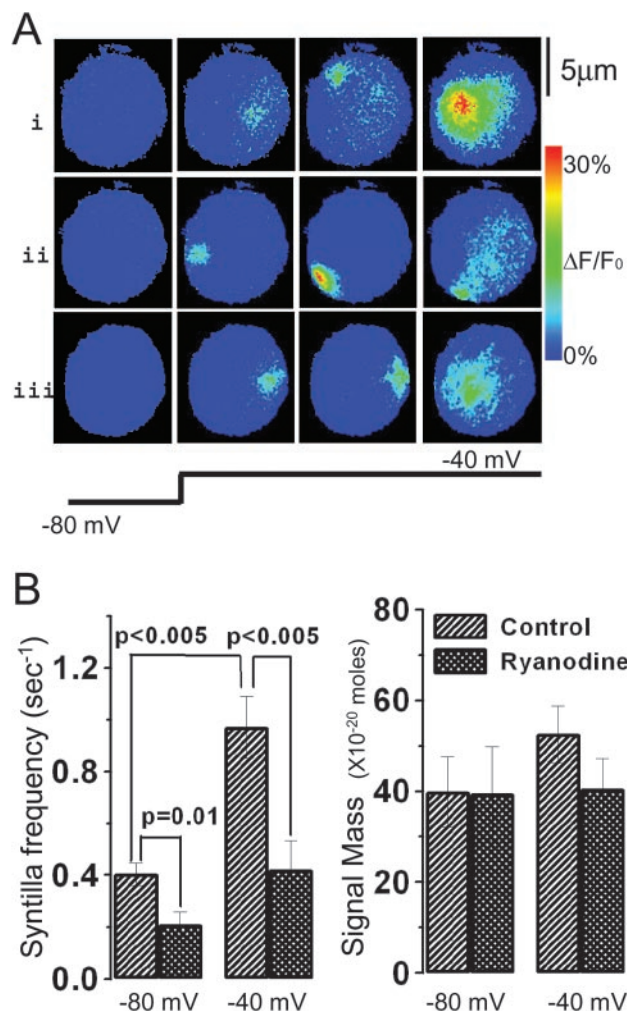 A
i
5μm
30%
ii
ΔF/F₀
0%
iii
-40 mV
-80 mV
B
Syntilla frequency (sec⁻¹)
1.2
0.8
0.4
0.0
p<0.005
p<0.005
p=0.01
-80 mV
-40 mV
Signal Mass (X10⁻²⁰ moles)
80
60
40
20
0
Control
Ryanodine
-80 mV
-40 mV